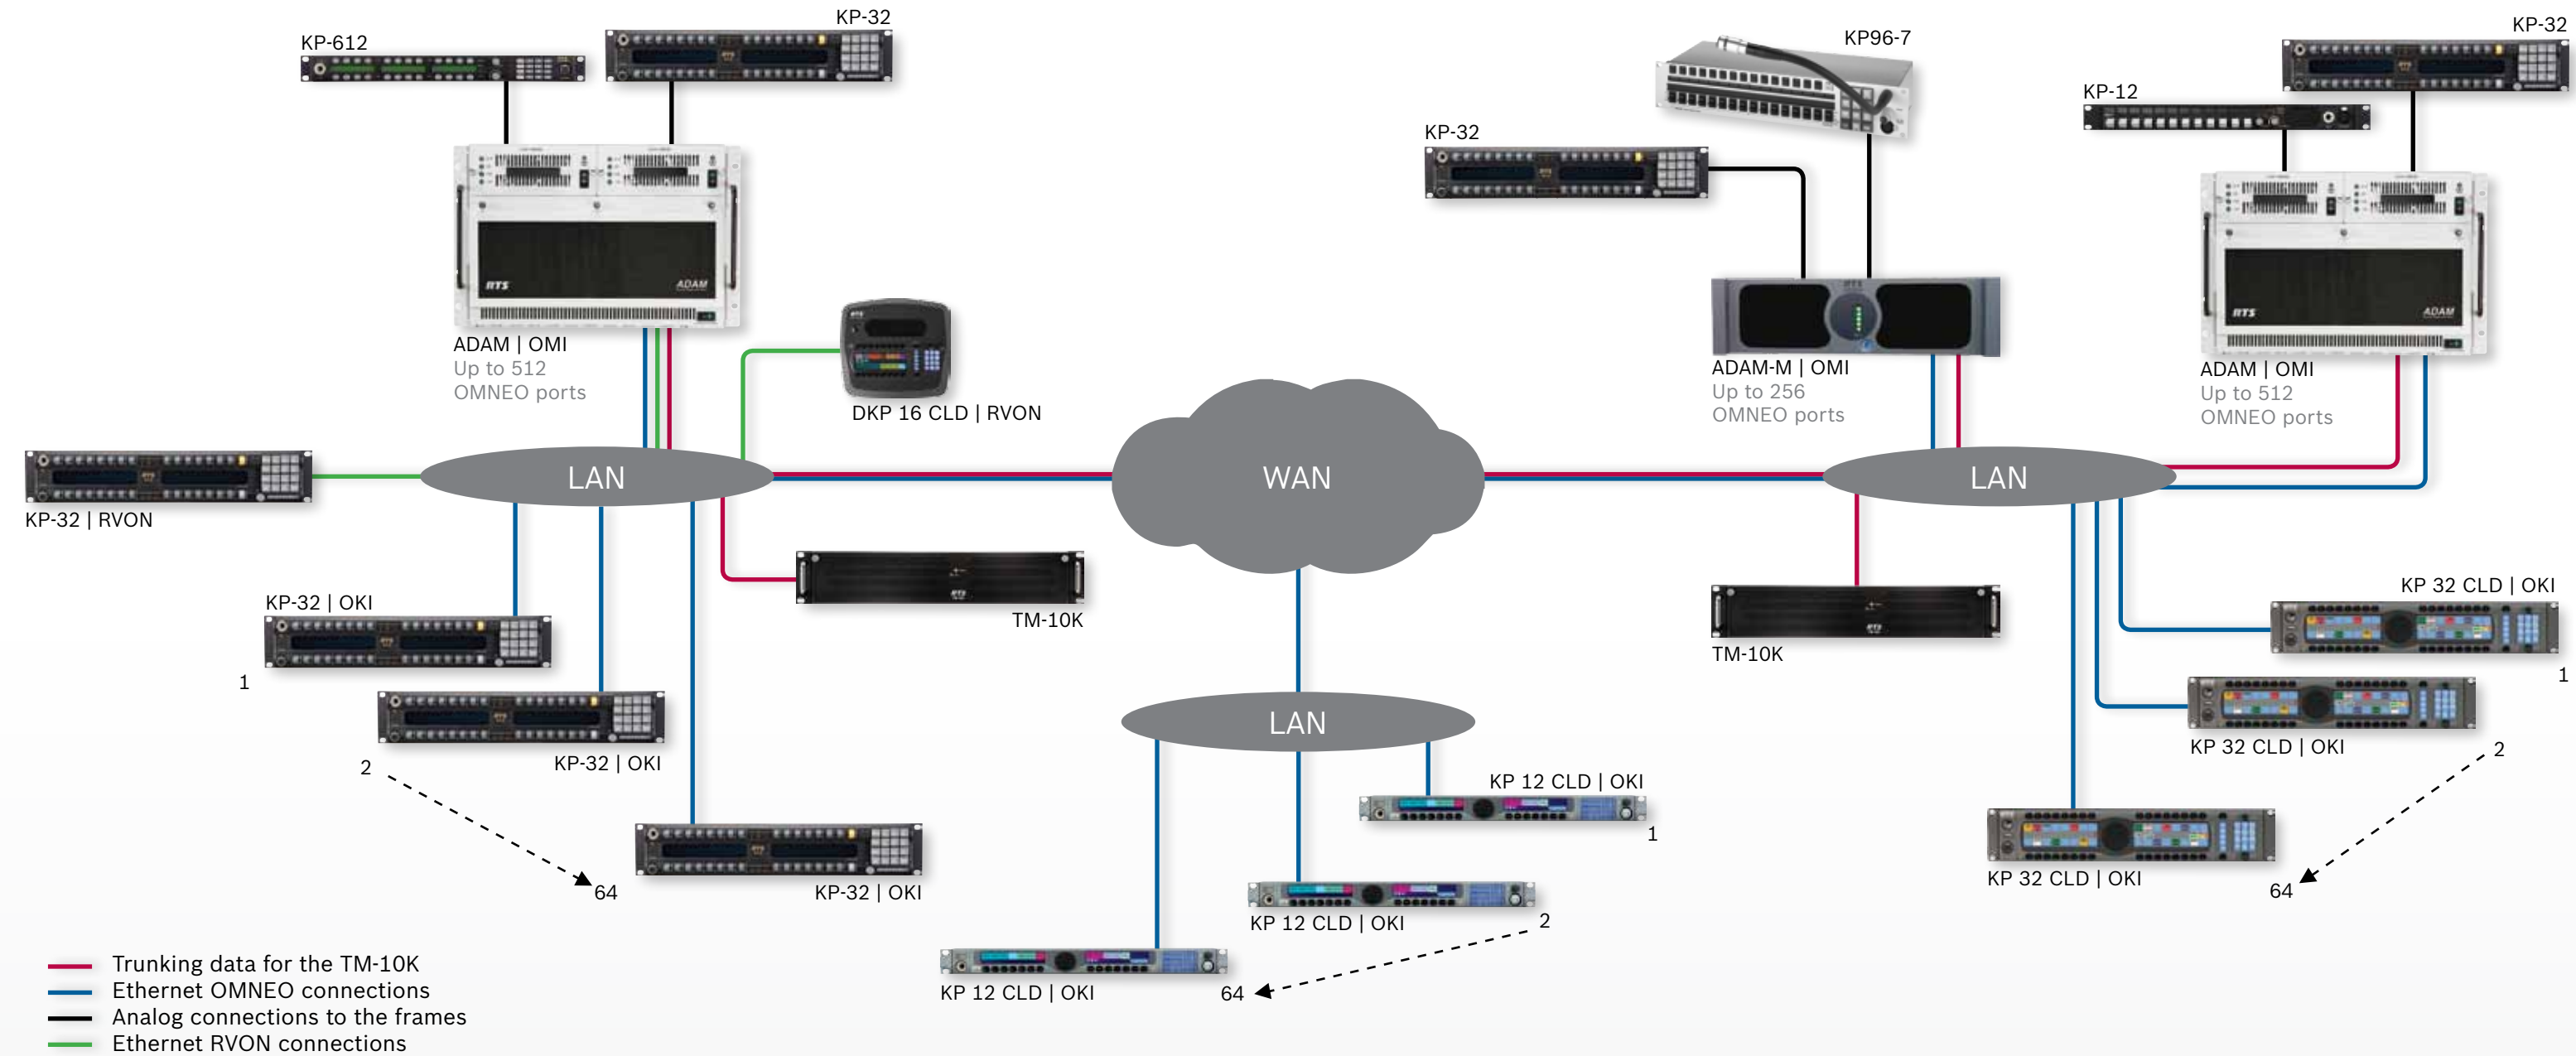 KP-612
KP-32
KP96-7
KP-32
KP-12
KP-32
RTS
ADAM
ADAM | OMI
Up to 512
OMNEO ports
DKP 16 CLD | RVON
ADAM-M | OMI
Up to 256
OMNEO ports
RTS
ADAM
ADAM | OMI
Up to 512
OMNEO ports
KP-32 | RVON
LAN
WAN
LAN
TM-10K
TM-10K
KP-32 | OKI
1
KP-32 | OKI
2
KP-32 | OKI
64
LAN
KP 12 CLD | OKI
1
KP 12 CLD | OKI
2
KP 12 CLD | OKI
64
KP 32 CLD | OKI
1
KP 32 CLD | OKI
2
KP 32 CLD | OKI
64
Trunking data for the TM-10K
Ethernet OMNEO connections
Analog connections to the frames
Ethernet RVON connections